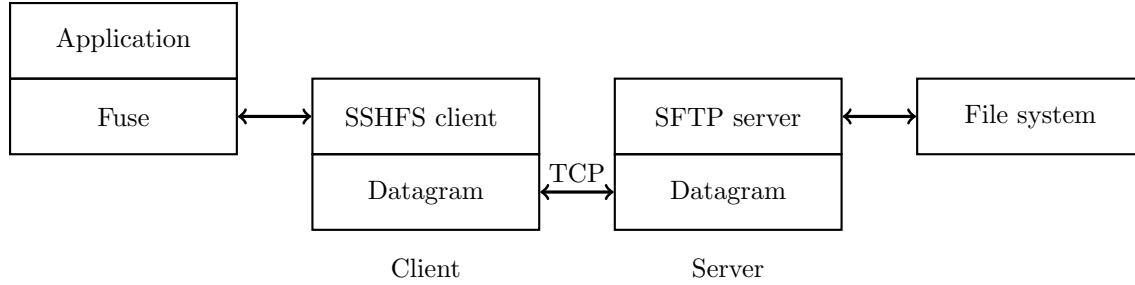 Application
Fuse
SSHFS client
SFTP server
File system
TCP
Datagram
Datagram
Client
Server